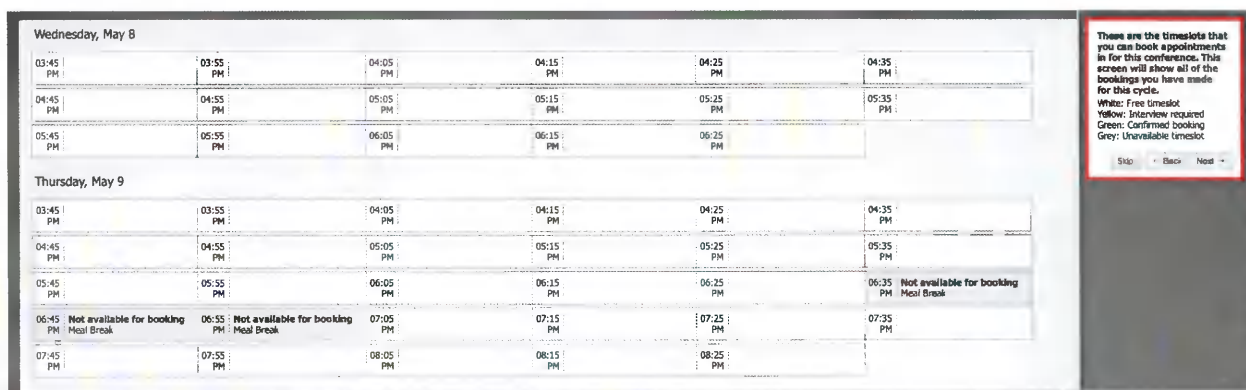 Wednesday, May 8
03:45 PM 03:55 PM 04:05 PM 04:15 PM 04:25 PM 04:35 PM
04:45 PM 04:55 PM 05:05 PM 05:15 PM 05:25 PM 05:35 PM
05:45 PM 05:55 PM 06:05 PM 06:15 PM 06:25 PM
Thursday, May 9
03:45 PM 03:55 PM 04:05 PM 04:15 PM 04:25 PM 04:35 PM
04:45 PM 04:55 PM 05:05 PM 05:15 PM 05:25 PM 05:35 PM
05:45 PM 05:55 PM 06:05 PM 06:15 PM 06:25 PM 06:35 PM Not available for booking Meal Break
06:45 PM Not available for booking Meal Break 06:55 PM Not available for booking Meal Break 07:05 PM 07:15 PM 07:25 PM 07:35 PM
07:45 PM 07:55 PM 08:05 PM 08:15 PM 08:25 PM
These are the timeslots that
you can book appointments
in for this conference. This
screen will show all of the
bookings you have made
for this cycle.
White: Free timeslot
Yellow: Interview required
Green: Confirmed booking
Grey: Unavailable timeslot
Skip ← Back Next →